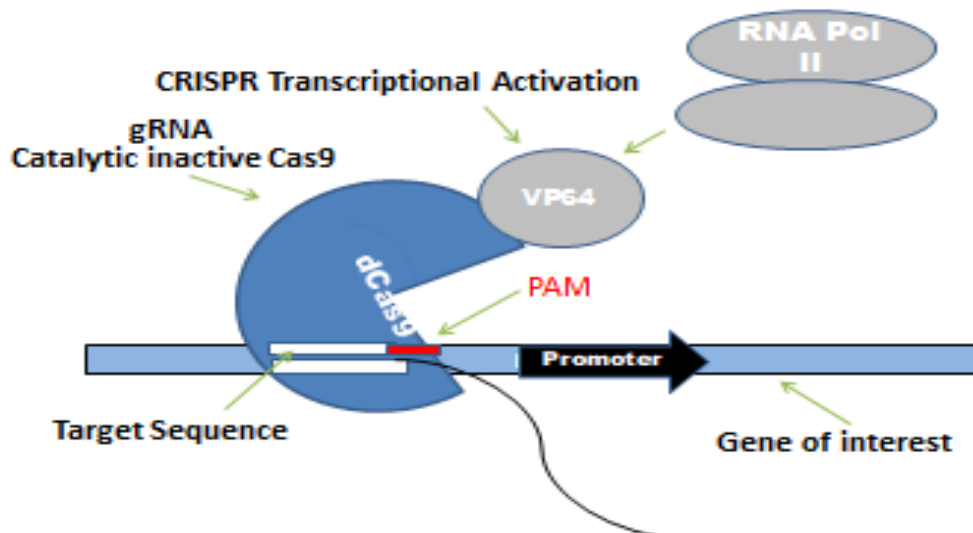 RNA Pol
II
CRISPR Transcriptional Activation
gRNA
Catalytic inactive Cas9
VP64
dCas9
PAM
Promoter
Target Sequence
Gene of interest